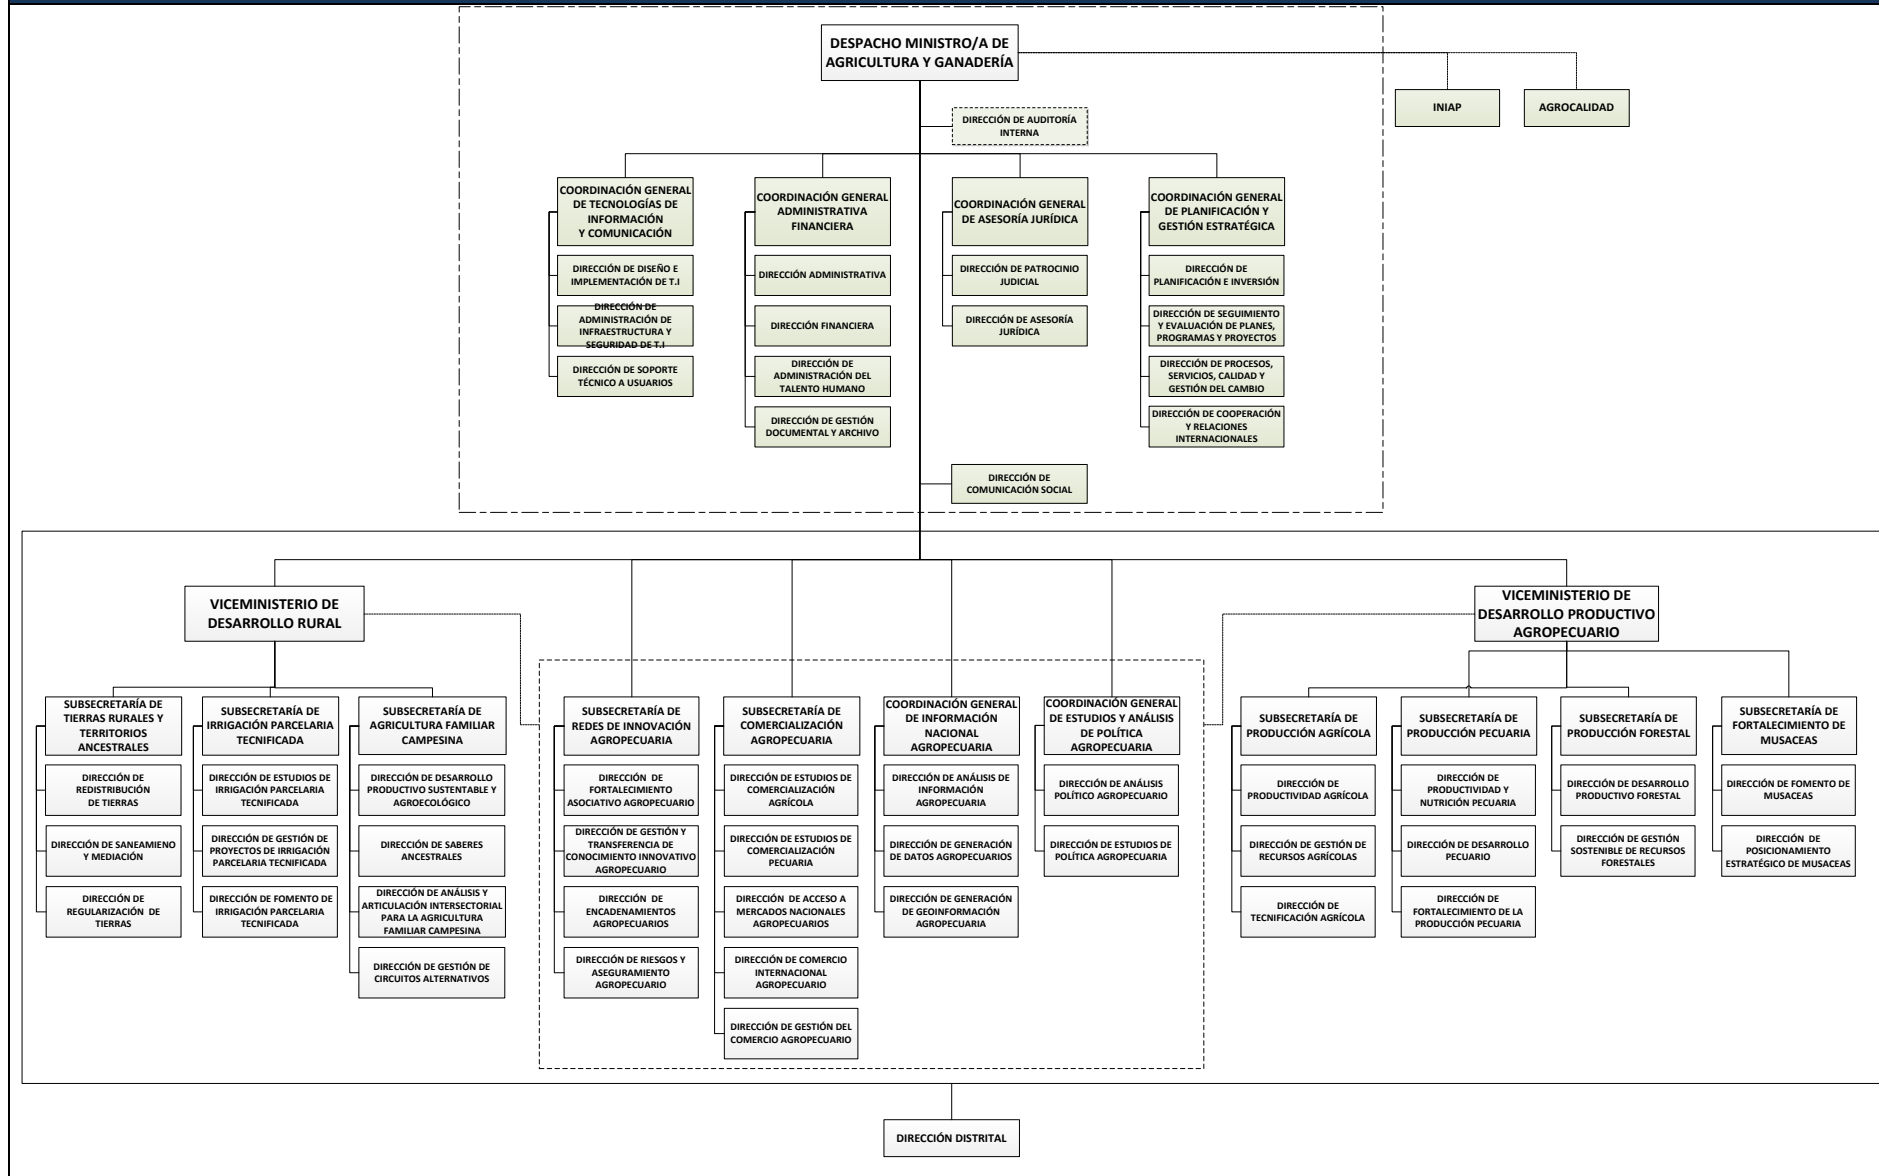 DESPACHO MINISTRO/A DE
AGRICULTURA Y GANADERÍA
INIAP
AGROCALIDAD
DIRECCIÓN DE AUDITORÍA
INTERNA
COORDINACIÓN GENERAL
DE TECNOLOGÍAS DE
INFORMACIÓN
Y COMUNICACIÓN
DIRECCIÓN DE DISEÑO E
IMPLEMENTACIÓN DE T.I
DIRECCIÓN DE
ADMINISTRACIÓN DE
INFRAESTRUCTURA Y
SEGURIDAD DE T.I
DIRECCIÓN DE SOPORTE
TÉCNICO A USUARIOS
COORDINACIÓN GENERAL
ADMINISTRATIVA
FINANCIERA
DIRECCIÓN ADMINISTRATIVA
DIRECCIÓN FINANCIERA
DIRECCIÓN DE
ADMINISTRACIÓN DEL
TALENTO HUMANO
DIRECCIÓN DE GESTIÓN
DOCUMENTAL Y ARCHIVO
COORDINACIÓN GENERAL
DE ASESORÍA JURÍDICA
DIRECCIÓN DE PATROCINIO
JUDICIAL
DIRECCIÓN DE ASESORÍA
JURÍDICA
COORDINACIÓN GENERAL
DE PLANIFICACIÓN Y
GESTIÓN ESTRATÉGICA
DIRECCIÓN DE
PLANIFICACIÓN E INVERSIÓN
DIRECCIÓN DE SEGUIMIENTO
Y EVALUACIÓN DE PLANES,
PROGRAMAS Y PROYECTOS
DIRECCIÓN DE PROCESOS,
SERVICIOS, CALIDAD Y
GESTIÓN DEL CAMBIO
DIRECCIÓN DE COOPERACIÓN
Y RELACIONES
INTERNACIONALES
DIRECCIÓN DE
COMUNICACIÓN SOCIAL
VICEMINISTERIO DE
DESARROLLO RURAL
VICEMINISTERIO DE
DESARROLLO PRODUCTIVO
AGROPECUARIO
SUBSECRETARÍA DE
TIERRAS RURALES Y
TERRITORIOS
ANCESTRALES
DIRECCIÓN DE
REDISTRIBUCIÓN
DE TIERRAS
DIRECCIÓN DE SANEAMIENO
Y MEDIACIÓN
DIRECCIÓN DE
REGULARIZACIÓN DE
TIERRAS
SUBSECRETARÍA DE
IRRIGACIÓN PARCELARIA
TECNIFICADA
DIRECCIÓN DE ESTUDIOS DE
IRRIGACIÓN PARCELARIA
TECNIFICADA
DIRECCIÓN DE GESTIÓN DE
PROYECTOS DE IRRIGACIÓN
PARCELARIA TECNIFICADA
DIRECCIÓN DE FOMENTO DE
IRRIGACIÓN PARCELARIA
TECNIFICADA
SUBSECRETARÍA DE
AGRICULTURA FAMILIAR
CAMPESINA
DIRECCIÓN DE DESARROLLO
PRODUCTIVO SUSTENTABLE Y
AGROECOLÓGICO
DIRECCIÓN DE SABERES
ANCESTRALES
DIRECCIÓN DE ANÁLISIS Y
ARTICULACIÓN INTERSECTORIAL
PARA LA AGRICULTURA
FAMILIAR CAMPESINA
DIRECCIÓN DE GESTIÓN DE
CIRCUITOS ALTERNATIVOS
SUBSECRETARÍA DE
REDES DE INNOVACIÓN
AGROPECUARIA
DIRECCIÓN DE
FORTALECIMIENTO
ASOCIATIVO AGROPECUARIO
DIRECCIÓN DE GESTIÓN Y
TRANSFERENCIA DE
CONOCIMIENTO INNOVATIVO
AGROPECUARIO
DIRECCIÓN DE
ENCADENAMIENTOS
AGROPECUARIOS
DIRECCIÓN DE RIESGOS Y
ASEGURAMIENTO
AGROPECUARIO
SUBSECRETARÍA DE
COMERCIALIZACIÓN
AGROPECUARIA
DIRECCIÓN DE ESTUDIOS DE
COMERCIALIZACIÓN
AGRÍCOLA
DIRECCIÓN DE ESTUDIOS DE
COMERCIALIZACIÓN
PECUARIA
DIRECCIÓN DE ACCESO A
MERCADOS NACIONALES
AGROPECUARIOS
DIRECCIÓN DE COMERCIO
INTERNACIONAL
AGROPECUARIO
DIRECCIÓN DE GESTIÓN DEL
COMERCIO AGROPECUARIO
COORDINACIÓN GENERAL
DE INFORMACIÓN
NACIONAL
AGROPECUARIA
DIRECCIÓN DE ANÁLISIS DE
INFORMACIÓN
AGROPECUARIA
DIRECCIÓN DE GENERACIÓN
DE DATOS AGROPECUARIOS
DIRECCIÓN DE GENERACIÓN
DE GEOINFORMACIÓN
AGROPECUARIA
COORDINACIÓN GENERAL
DE ESTUDIOS Y ANÁLISIS
DE POLÍTICA
AGROPECUARIA
DIRECCIÓN DE ANÁLISIS
POLÍTICO AGROPECUARIO
DIRECCIÓN DE ESTUDIOS DE
POLÍTICA AGROPECUARIA
SUBSECRETARÍA DE
PRODUCCIÓN AGRÍCOLA
DIRECCIÓN DE
PRODUCTIVIDAD AGRÍCOLA
DIRECCIÓN DE GESTIÓN DE
RECURSOS AGRÍCOLAS
DIRECCIÓN DE
TECNIFICACIÓN AGRÍCOLA
SUBSECRETARÍA DE
PRODUCCIÓN PECUARIA
DIRECCIÓN DE
PRODUCTIVIDAD Y
NUTRICIÓN PECUARIA
DIRECCIÓN DE DESARROLLO
PECUARIO
DIRECCIÓN DE
FORTALECIMIENTO DE LA
PRODUCCIÓN PECUARIA
SUBSECRETARÍA DE
PRODUCCIÓN FORESTAL
DIRECCIÓN DE DESARROLLO
PRODUCTIVO FORESTAL
DIRECCIÓN DE GESTIÓN
SOSTENIBLE DE RECURSOS
FORESTALES
SUBSECRETARÍA DE
FORTALECIMIENTO DE
MUSACEAS
DIRECCIÓN DE FOMENTO DE
MUSACEAS
DIRECCIÓN DE
POSICIONAMIENTO
ESTRATÉGICO DE MUSACEAS
DIRECCIÓN DISTRITAL